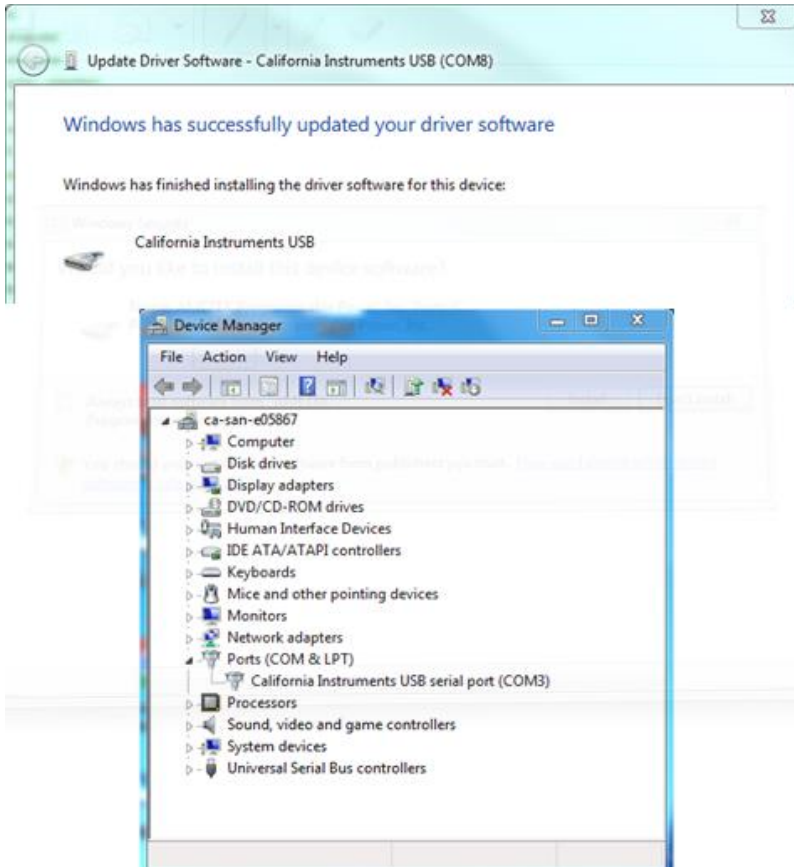 Update Driver Software - California Instruments USB (COM8)
Windows has successfully updated your driver software
Windows has finished installing the driver software for this device:
California Instruments USB
Device Manager
File Action View Help
ca-san-e05867
Computer
Disk drives
Display adapters
DVD/CD-ROM drives
Human Interface Devices
IDE ATA/ATAPI controllers
Keyboards
Mice and other pointing devices
Monitors
Network adapters
Ports (COM & LPT)
California Instruments USB serial port (COM3)
Processors
Sound, video and game controllers
System devices
Universal Serial Bus controllers